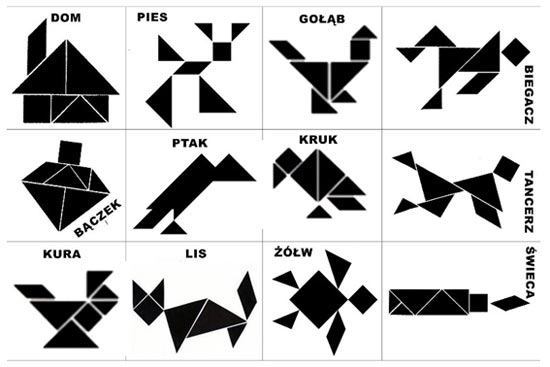 DOM
PIES
GOŁĄB
BIEGACZ
BĄCZEK
PTAK
KRUK
TANCERZ
KURA
LIS
ŻÓŁW
ŚWIECA